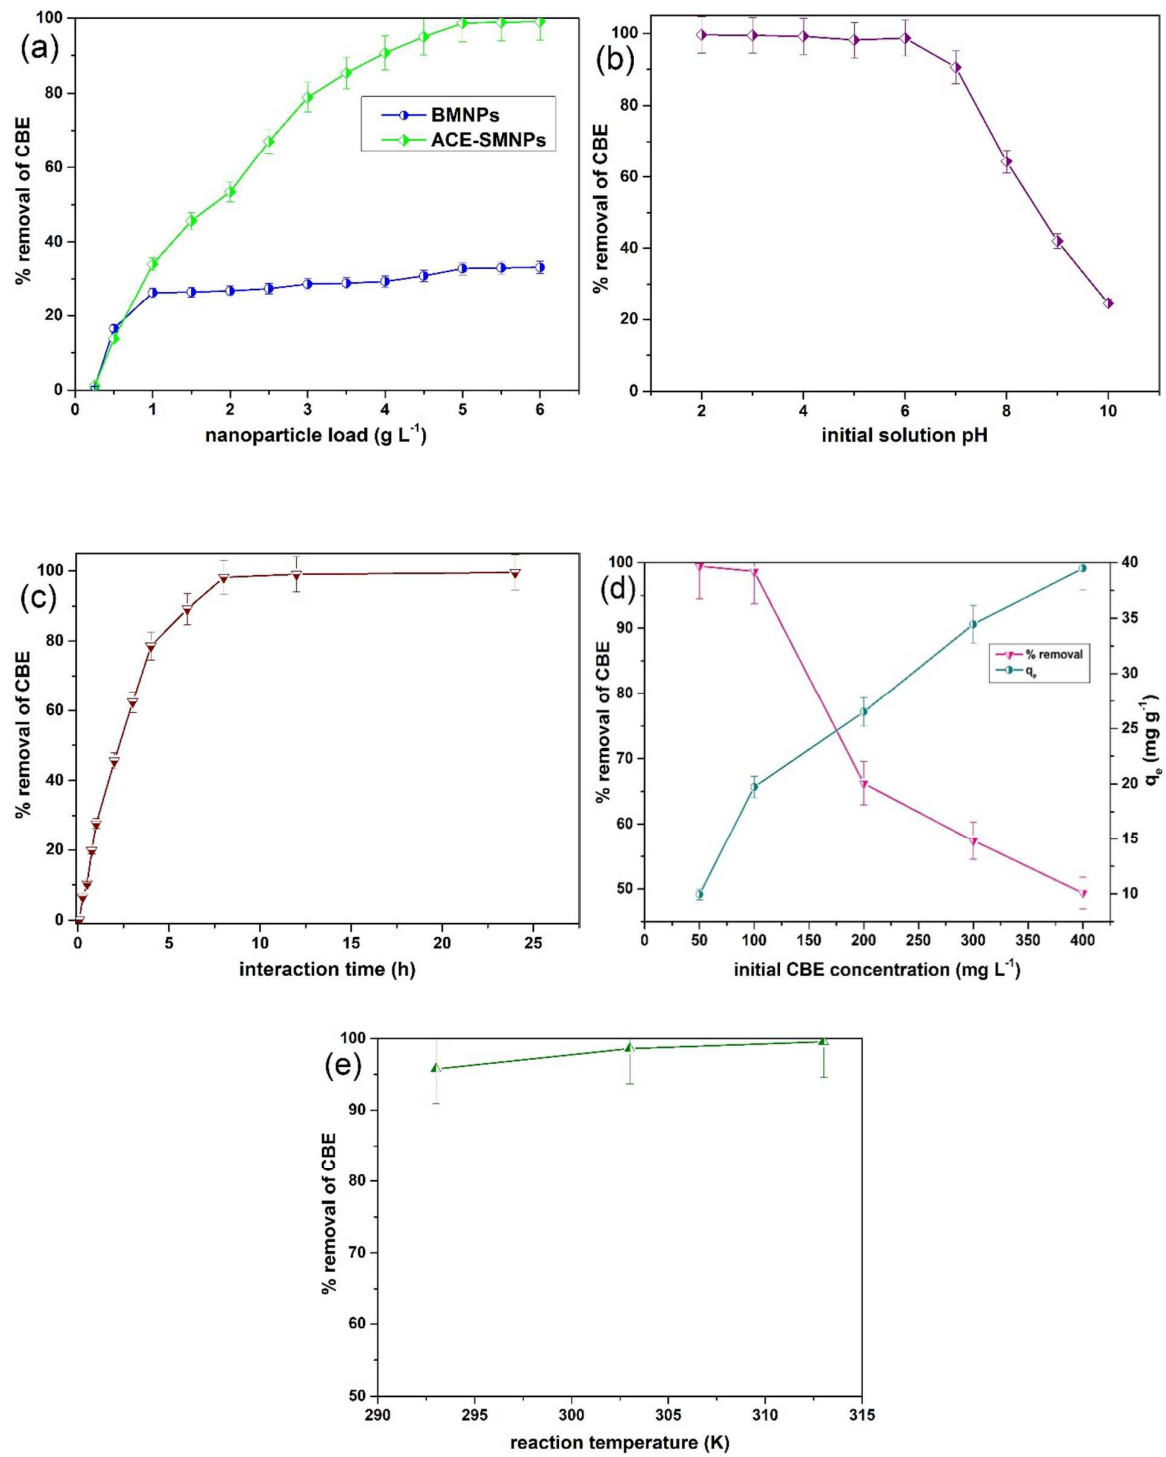 (a)
100
80
60
40
20
0
% removal of CBE
BMNPs
ACE-SMNPs
0 1 2 3 4 5 6
nanoparticle load (g L⁻¹)
(b)
100
80
60
40
20
0
% removal of CBE
2 4 6 8 10
initial solution pH
(c)
100
80
60
40
20
0
% removal of CBE
0 5 10 15 20 25
interaction time (h)
(d)
100
90
80
70
60
50
% removal of CBE
% removal
qₑ
40
35
30
25
20
15
10
qₑ (mg g⁻¹)
0 50 100 150 200 250 300 350 400
initial CBE concentration (mg L⁻¹)
(e)
100
90
80
70
60
50
% removal of CBE
290 295 300 305 310 315
reaction temperature (K)